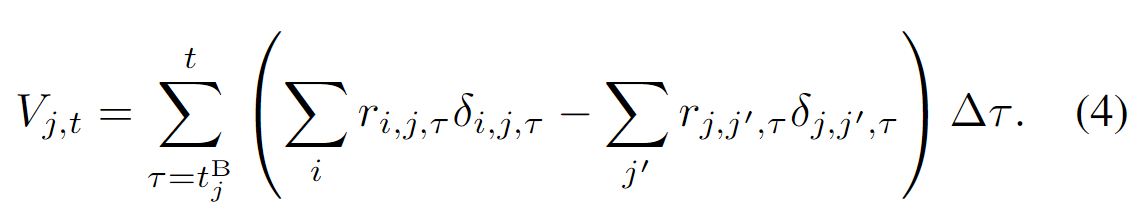 V_{j,t} = \sum_{\tau=t_j^{\mathrm{B}}}^{t} \left( \sum_{i} r_{i,j,\tau} \delta_{i,j,\tau} - \sum_{j'} r_{j,j',\tau} \delta_{j,j',\tau} \right) \Delta\tau. \quad (4)